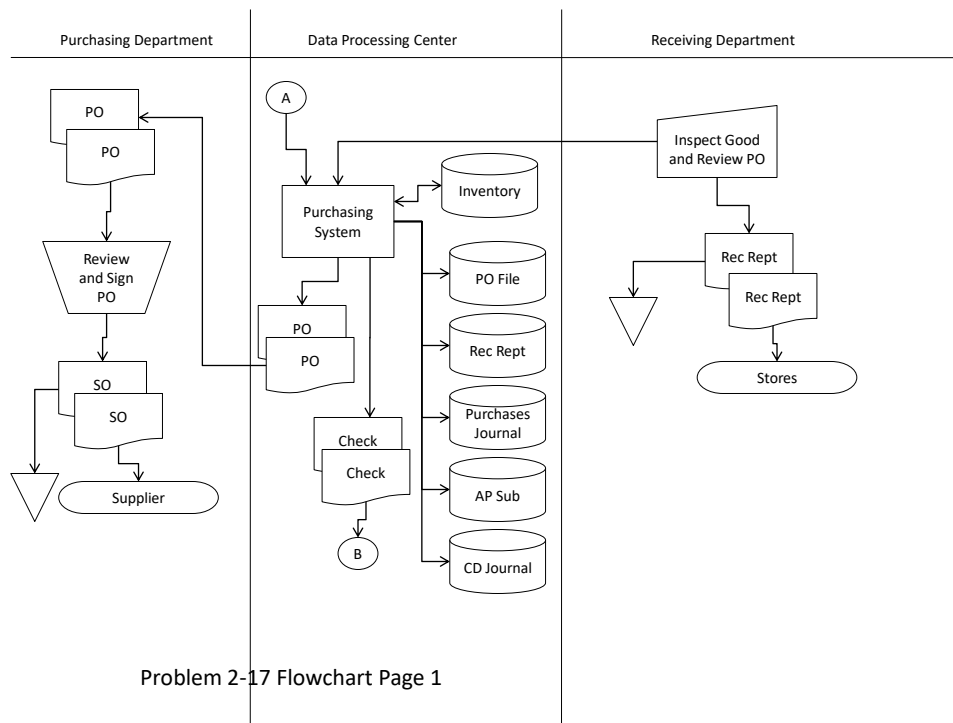 Purchasing Department
Data Processing Center
Receiving Department
PO
PO
Review
and Sign
PO
SO
SO
Supplier
A
Purchasing
System
PO
PO
Check
Check
B
Inventory
PO File
Rec Rept
Purchases
Journal
AP Sub
CD Journal
Inspect Good
and Review PO
Rec Rept
Rec Rept
Stores
Problem 2-17 Flowchart Page 1